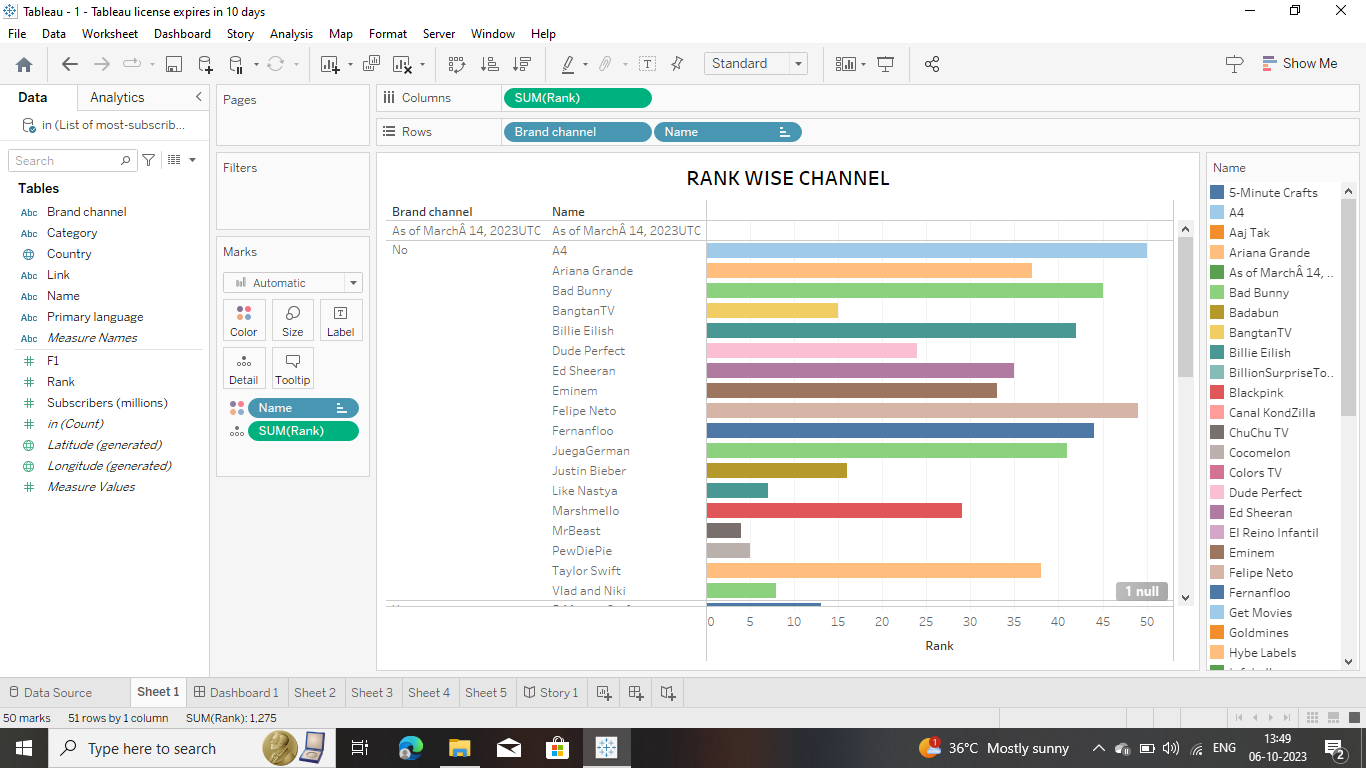 Tableau - 1 - Tableau license expires in 10 days
File Data Worksheet Dashboard Story Analysis Map Format Server Window Help
Standard
Show Me
Data Analytics
in (List of most-subscrib...
Search
Tables
Abc Brand channel
Abc Category
Country
Abc Link
Abc Name
Abc Primary language
Abc Measure Names
F1
Rank
Subscribers (millions)
in (Count)
Latitude (generated)
Longitude (generated)
Measure Values
Pages
Filters
Marks
Automatic
Color Size Label
Detail Tooltip
Name
SUM(Rank)
Columns SUM(Rank)
Rows Brand channel Name
RANK WISE CHANNEL
Brand channel Name
As of MarchÂ 14, 2023UTC As of MarchÂ 14, 2023UTC
No A4
Ariana Grande
Bad Bunny
BangtanTV
Billie Eilish
Dude Perfect
Ed Sheeran
Eminem
Felipe Neto
Fernanfloo
JuegaGerman
Justin Bieber
Like Nastya
Marshmello
MrBeast
PewDiePie
Taylor Swift
Vlad and Niki
1 null
0 5 10 15 20 25 30 35 40 45 50
Rank
Name
5-Minute Crafts
A4
Aaj Tak
Ariana Grande
As of MarchÂ 14, ..
Bad Bunny
Badabun
BangtanTV
Billie Eilish
BillionSurpriseTo..
Blackpink
Canal KondZilla
ChuChu TV
Cocomelon
Colors TV
Dude Perfect
Ed Sheeran
El Reino Infantil
Eminem
Felipe Neto
Fernanfloo
Get Movies
Goldmines
Hybe Labels
Data Source Sheet 1 Dashboard 1 Sheet 2 Sheet 3 Sheet 4 Sheet 5 Story 1
50 marks 51 rows by 1 column SUM(Rank): 1,275
Type here to search
1 36°C Mostly sunny ENG 13:49
06-10-2023 2